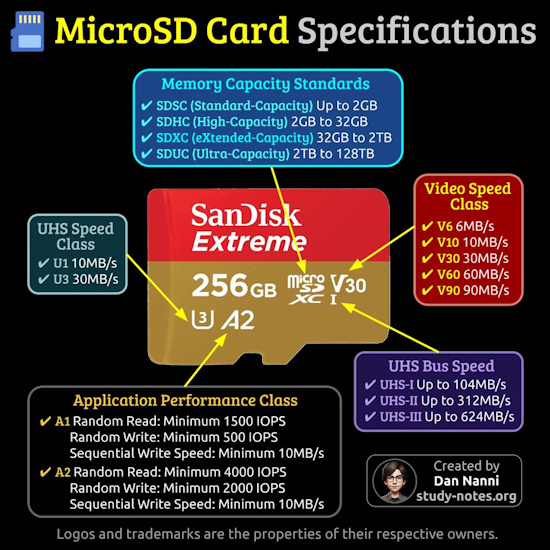 MicroSD Card Specifications
Memory Capacity Standards
✔ SDSC (Standard-Capacity) Up to 2GB
✔ SDHC (High-Capacity) 2GB to 32GB
✔ SDXC (eXtended-Capacity) 32GB to 2TB
✔ SDUC (Ultra-Capacity) 2TB to 128TB
UHS Speed
Class
✔ U1 10MB/s
✔ U3 30MB/s
SanDisk
Extreme
256GB
micro
SD
XC I
V30
3 A2
Video Speed
Class
✔ V6 6MB/s
✔ V10 10MB/s
✔ V30 30MB/s
✔ V60 60MB/s
✔ V90 90MB/s
UHS Bus Speed
✔ UHS-I Up to 104MB/s
✔ UHS-II Up to 312MB/s
✔ UHS-III Up to 624MB/s
Application Performance Class
✔ A1 Random Read: Minimum 1500 IOPS
Random Write: Minimum 500 IOPS
Sequential Write Speed: Minimum 10MB/s
✔ A2 Random Read: Minimum 4000 IOPS
Random Write: Minimum 2000 IOPS
Sequential Write Speed: Minimum 10MB/s
Created by
Dan Nanni
study-notes.org
Logos and trademarks are the properties of their respective owners.